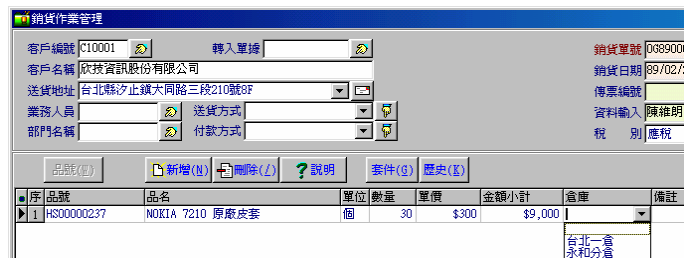 銷貨作業管理
客戶編號 C10001 轉入單據 銷貨單號 OG8900
客戶名稱 欣技資訊股份有限公司 銷貨日期 89/02/
送貨地址 台北縣汐止鎮大同路三段210號8F 傳票編號
業務人員 送貨方式 資料輸入 陳維朗
部門名稱 付款方式 稱 別 應稅
品號(W) 新增(N) 刪除(/) 說明 套件(G) 歷史(K)
序 品號 品名 單位 數量 單價 金額小計 倉庫 備註
1 HS00000237 NOKIA 7210 原廠皮套 個 30 $300 $9,000
台北一倉
永和分倉